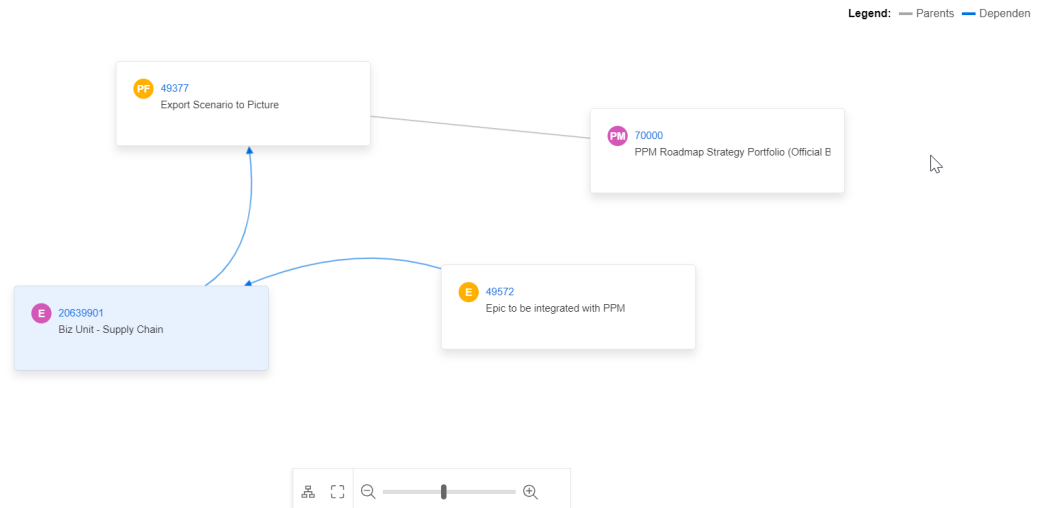 Legend: Parents Dependen
PF 49377
Export Scenario to Picture
PM 70000
PPM Roadmap Strategy Portfolio (Official B
E 49572
Epic to be integrated with PPM
E 20639901
Biz Unit - Supply Chain